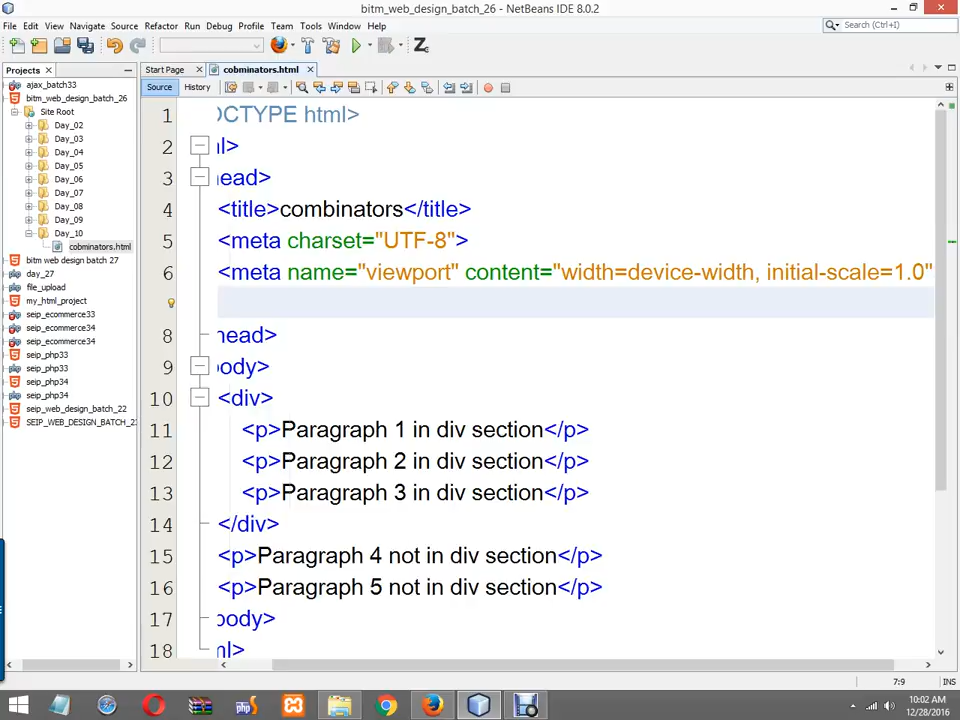 bitm_web_design_batch_26 - NetBeans IDE 8.0.2
File Edit View Navigate Source Refactor Run Debug Profile Team Tools Window Help
Search (Ctrl+I)
Projects
Start Page
cobminators.html
Source History
ajax_batch33
bitm_web_design_batch_26
Site Root
Day_02
Day_03
Day_04
Day_05
Day_06
Day_07
Day_08
Day_09
Day_10
cobminators.html
bitm web design batch 27
day_27
file_upload
my_html_project
seip_ecommerce33
seip_ecommerce34
seip_ecommerce34
seip_php33
seip_php33
seip_php34
seip_php34
seip_web_design_batch_22
SEIP_WEB_DESIGN_BATCH_2
1 OCTYPE html>
2 nl>
3 head>
4 <title>combinators</title>
5 <meta charset="UTF-8">
6 <meta name="viewport" content="width=device-width, initial-scale=1.0"
8 head>
9 body>
10 <div>
11 <p>Paragraph 1 in div section</p>
12 <p>Paragraph 2 in div section</p>
13 <p>Paragraph 3 in div section</p>
14 </div>
15 <p>Paragraph 4 not in div section</p>
16 <p>Paragraph 5 not in div section</p>
17 body>
18 nl>
7:9 INS
10:02 AM
12/28/2016